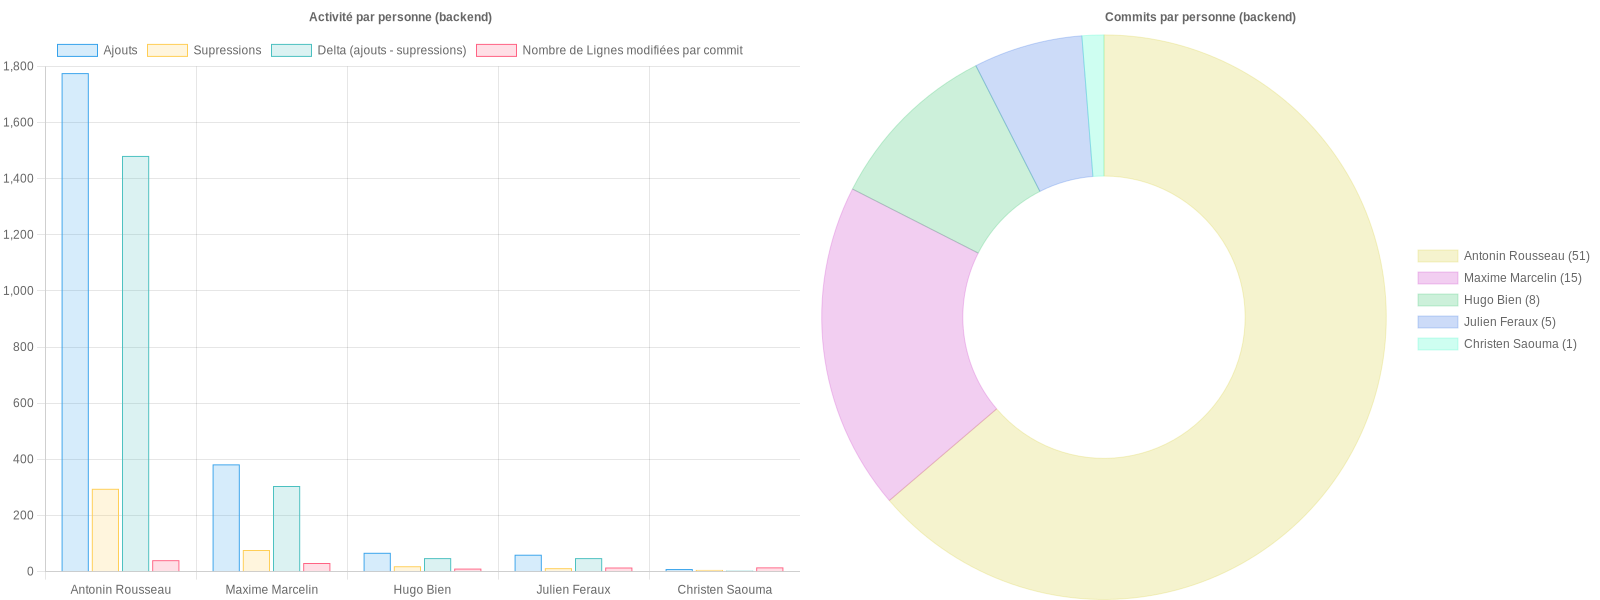 Activité par personne (backend)
Ajouts
Supressions
Delta (ajouts - supressions)
Nombre de Lignes modifiées par commit
1,800
1,600
1,400
1,200
1,000
800
600
400
200
0
Antonin Rousseau
Maxime Marcelin
Hugo Bien
Julien Feraux
Christen Saouma
Commits par personne (backend)
Antonin Rousseau (51)
Maxime Marcelin (15)
Hugo Bien (8)
Julien Feraux (5)
Christen Saouma (1)